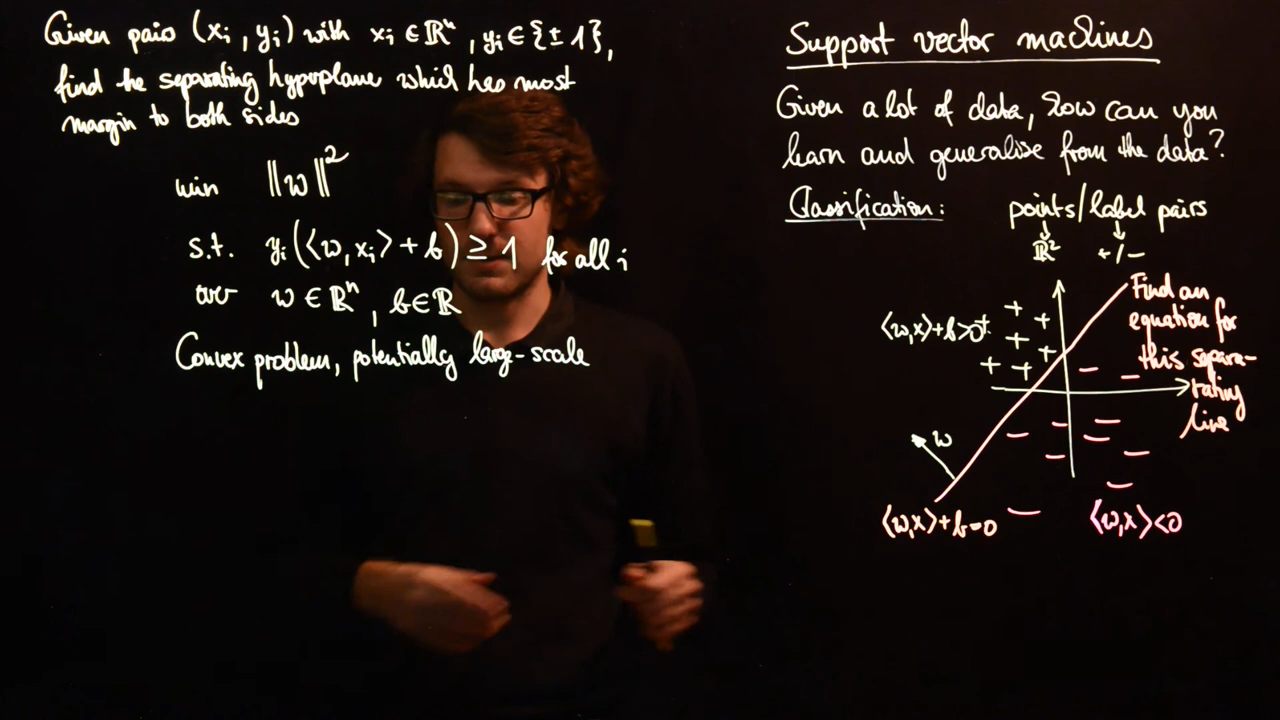 Given pairs (xᵢ, yᵢ) with xᵢ ∈ ℝⁿ, yᵢ ∈ {± 1},
find the separating hyperplane which has most
margin to both sides
min ‖w‖²
s.t. yᵢ(⟨w, xᵢ⟩ + b) ≥ 1 for all i
over w ∈ ℝⁿ, b ∈ ℝ
Convex problem, potentially large-scale
Support vector machines
Given a lot of data, how can you
learn and generalise from the data?
Classification: points/label pairs
ℝ² +/−
Find an
equation for
this separa-
rating
line
⟨w,x⟩+b>0
w
⟨w,x⟩+b=0
⟨w,x⟩<0